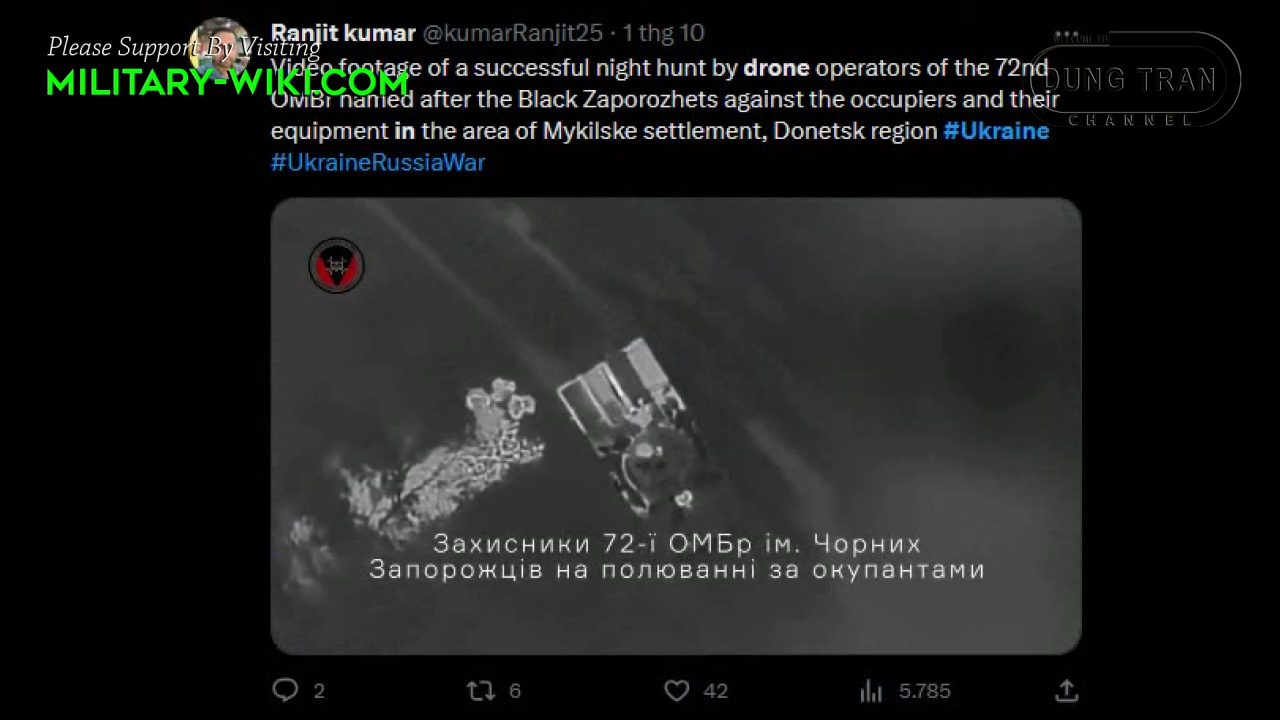 Ranjit kumar @kumarRanjit25 · 1 thg 10
Please Support By Visiting
MILITARY-WIKI.COM
Video footage of a successful night hunt by drone operators of the 72nd
OMBr named after the Black Zaporozhets against the occupiers and their
equipment in the area of Mykilske settlement, Donetsk region #Ukraine
#UkraineRussiaWar
WELCOME TO
DUNG TRAN
CHANNEL
Захисники 72-ї ОМБр ім. Чорних
Запорожців на полюванні за окупантами
2 6 42 5.785